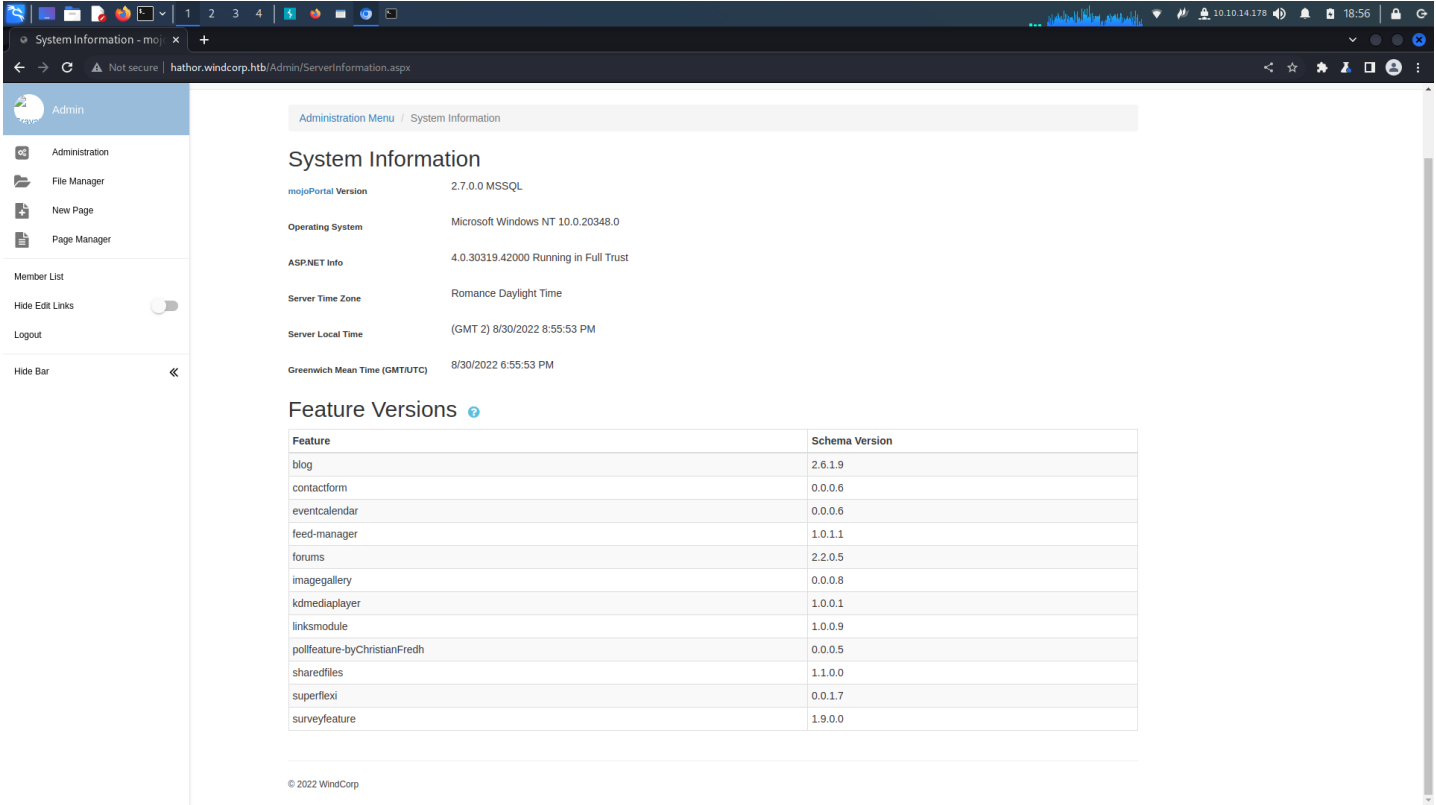 1 2 3 4 10.10.14.178 18:56
System Information - moj
Not secure hathor.windcorp.htb/Admin/ServerInformation.aspx
Admin
Administration
File Manager
New Page
Page Manager
Member List
Hide Edit Links
Logout
Hide Bar
Administration Menu / System Information
System Information
mojoPortal Version 2.7.0.0 MSSQL
Operating System Microsoft Windows NT 10.0.20348.0
ASP.NET Info 4.0.30319.42000 Running in Full Trust
Server Time Zone Romance Daylight Time
Server Local Time (GMT 2) 8/30/2022 8:55:53 PM
Greenwich Mean Time (GMT/UTC) 8/30/2022 6:55:53 PM
Feature Versions ?
Feature Schema Version
blog 2.6.1.9
contactform 0.0.0.6
eventcalendar 0.0.0.6
feed-manager 1.0.1.1
forums 2.2.0.5
imagegallery 0.0.0.8
kdmediaplayer 1.0.0.1
linksmodule 1.0.0.9
pollfeature-byChristianFredh 0.0.0.5
sharedfiles 1.1.0.0
superflexi 0.0.1.7
surveyfeature 1.9.0.0
© 2022 WindCorp